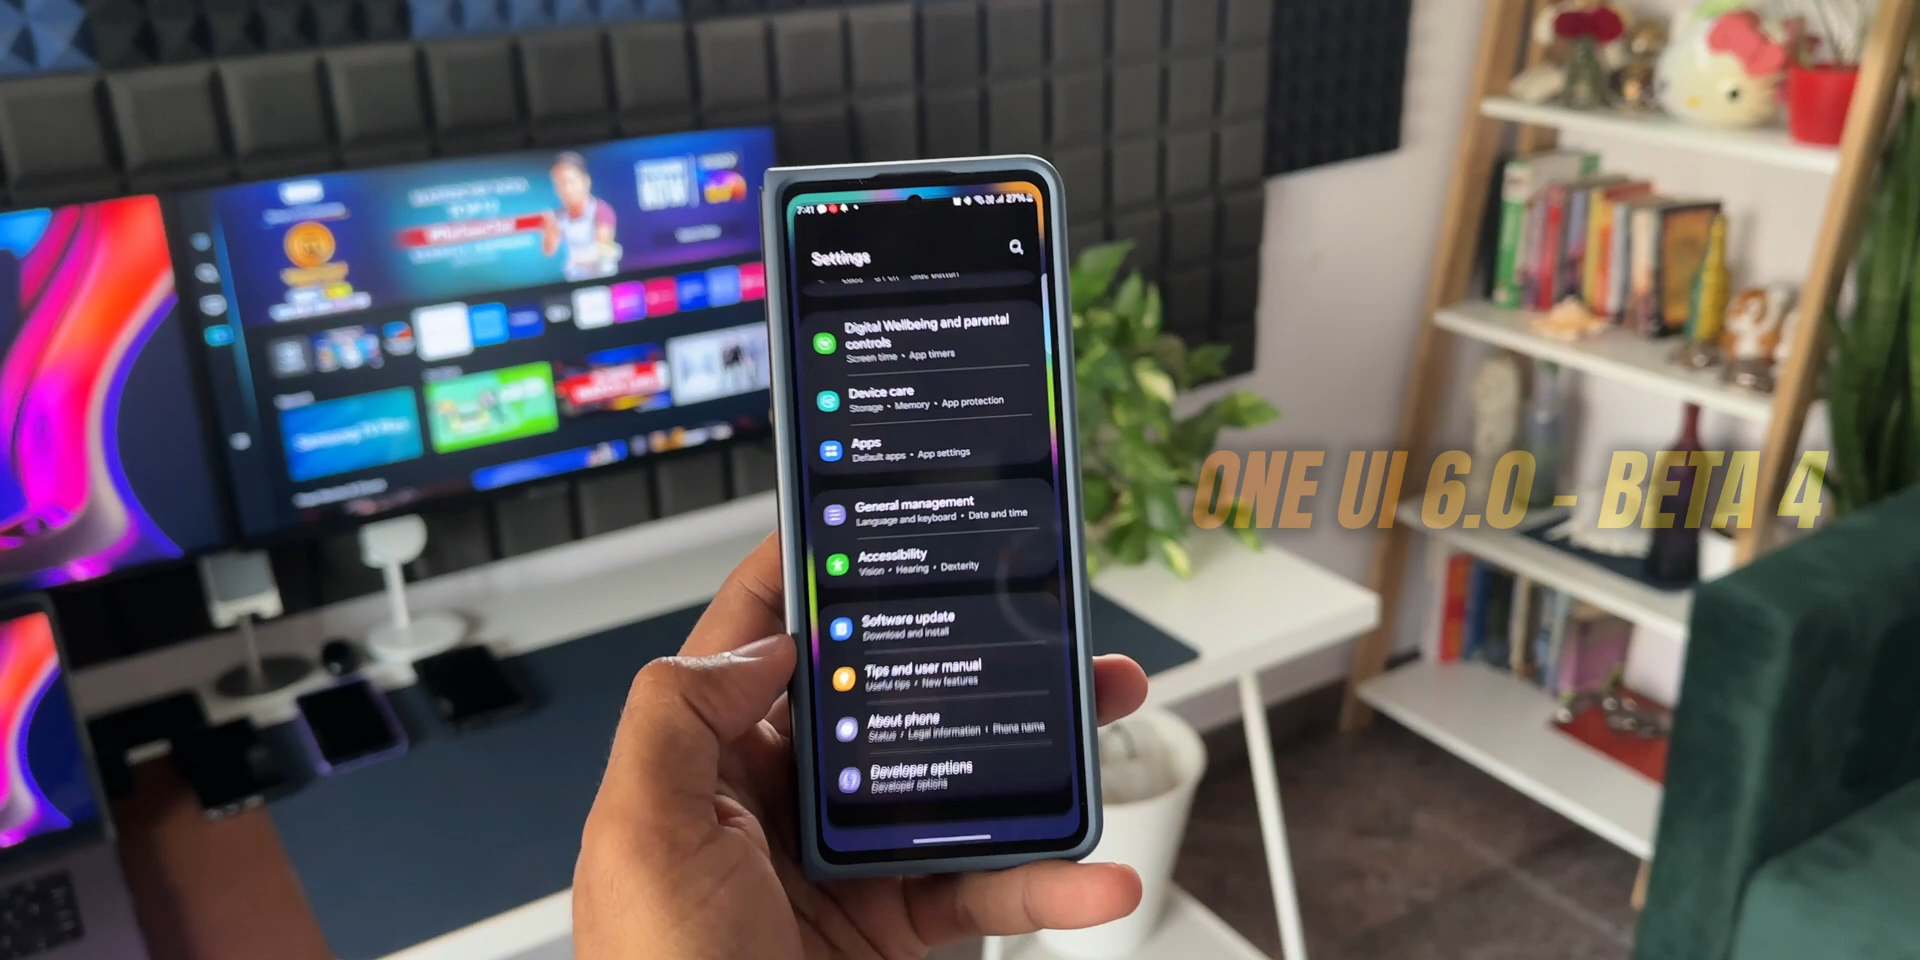 7:41
27%
Settings
Digital Wellbeing and parental
controls
Screen time • App timers
Device care
Storage • Memory • App protection
Apps
Default apps • App settings
General management
Language and keyboard • Date and time
Accessibility
Vision • Hearing • Dexterity
Software update
Download and install
Tips and user manual
Useful tips • New features
About phone
Status • Legal information • Phone name
Developer options
Developer options
ONE UI 6.0 - BETA 4